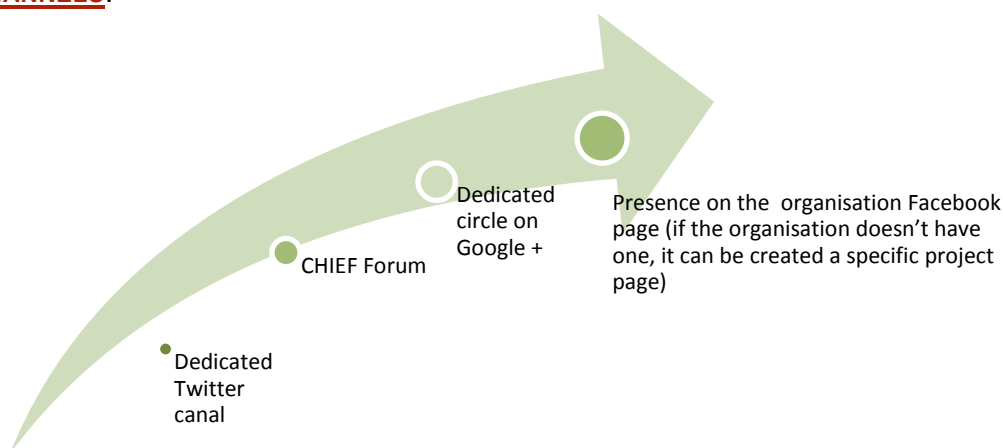 Dedicated
Twitter
canal
CHIEF Forum
Dedicated
circle on
Google +
Presence on the organisation Facebook
page (if the organisation doesn't have
one, it can be created a specific project
page)